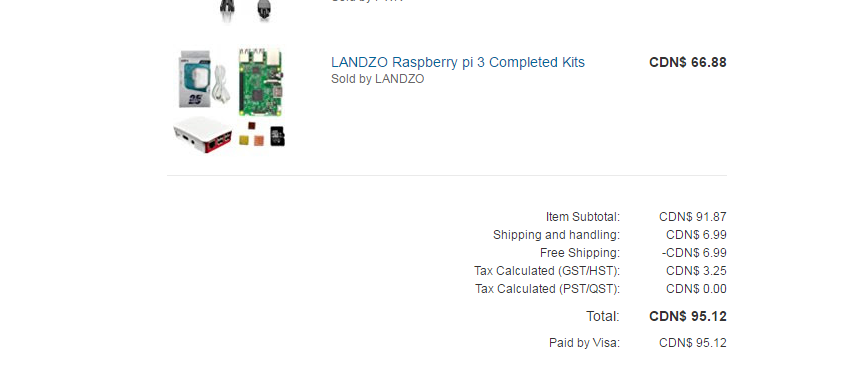 LANDZO Raspberry pi 3 Completed Kits
CDN$ 66.88
Sold by LANDZO
Item Subtotal: CDN$ 91.87
Shipping and handling: CDN$ 6.99
Free Shipping: -CDN$ 6.99
Tax Calculated (GST/HST): CDN$ 3.25
Tax Calculated (PST/QST): CDN$ 0.00
Total: CDN$ 95.12
Paid by Visa: CDN$ 95.12